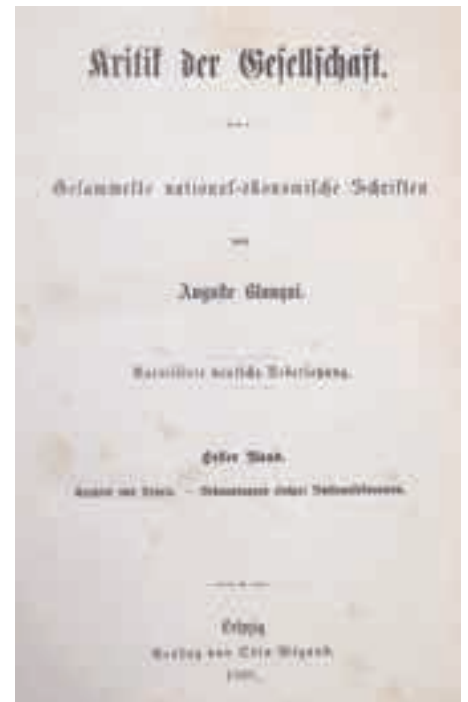 Kritik der Gesellschaft.
Gesammelte national-ökonomische Schriften
von
Auguste Blanqui.
Autorisirte deutsche Uebersetzung.
Erster Band.
Kapital und Arbeit. —
Leipzig
Verlag von Otto Wigand.